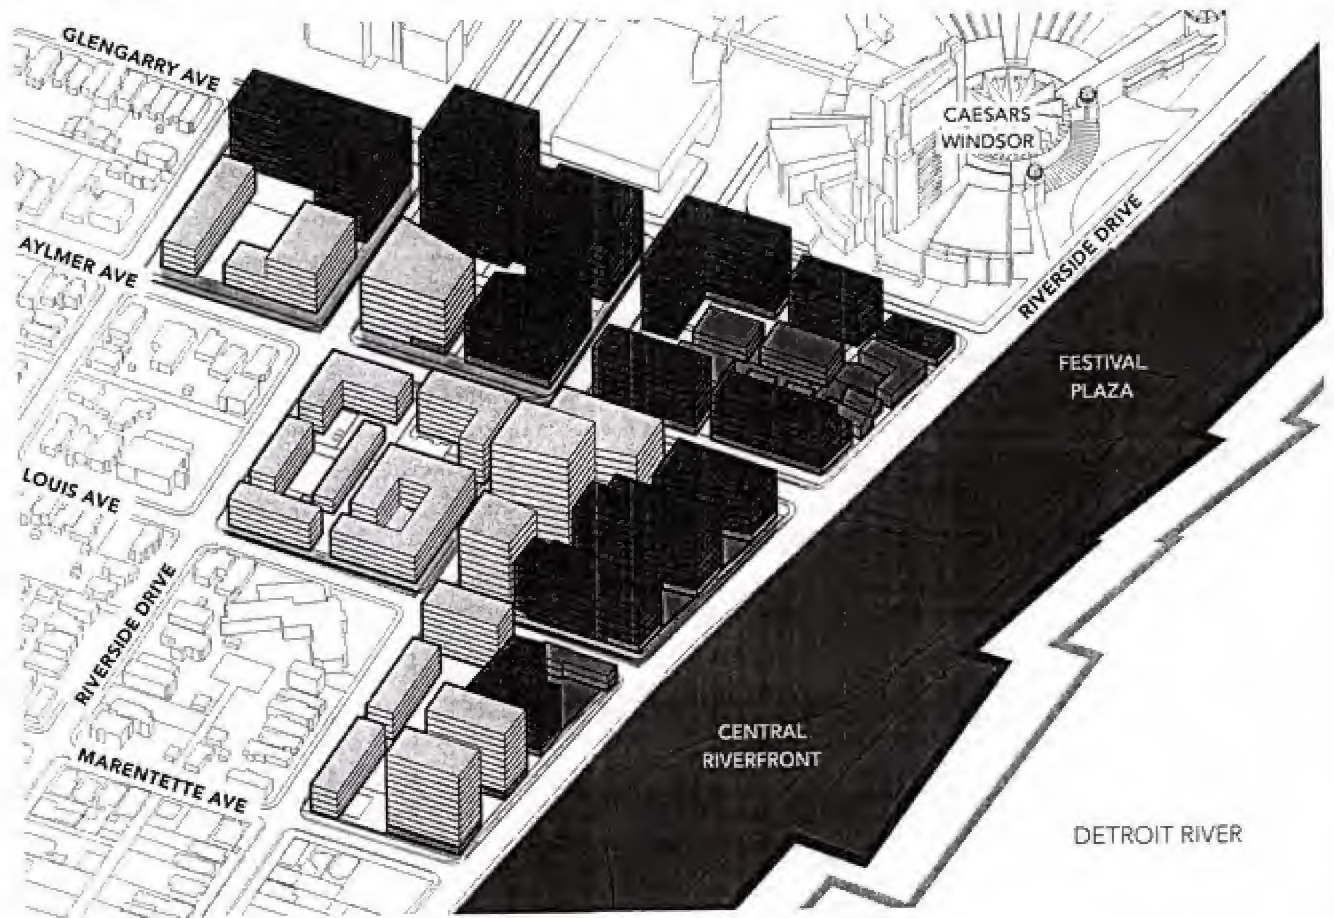 GLENGARRY AVE
CAESARS
WINDSOR
RIVERSIDE DRIVE
AYLMER AVE
FESTIVAL
PLAZA
LOUIS AVE
RIVERSIDE DRIVE
CENTRAL
RIVERFRONT
MARENTETTE AVE
DETROIT RIVER